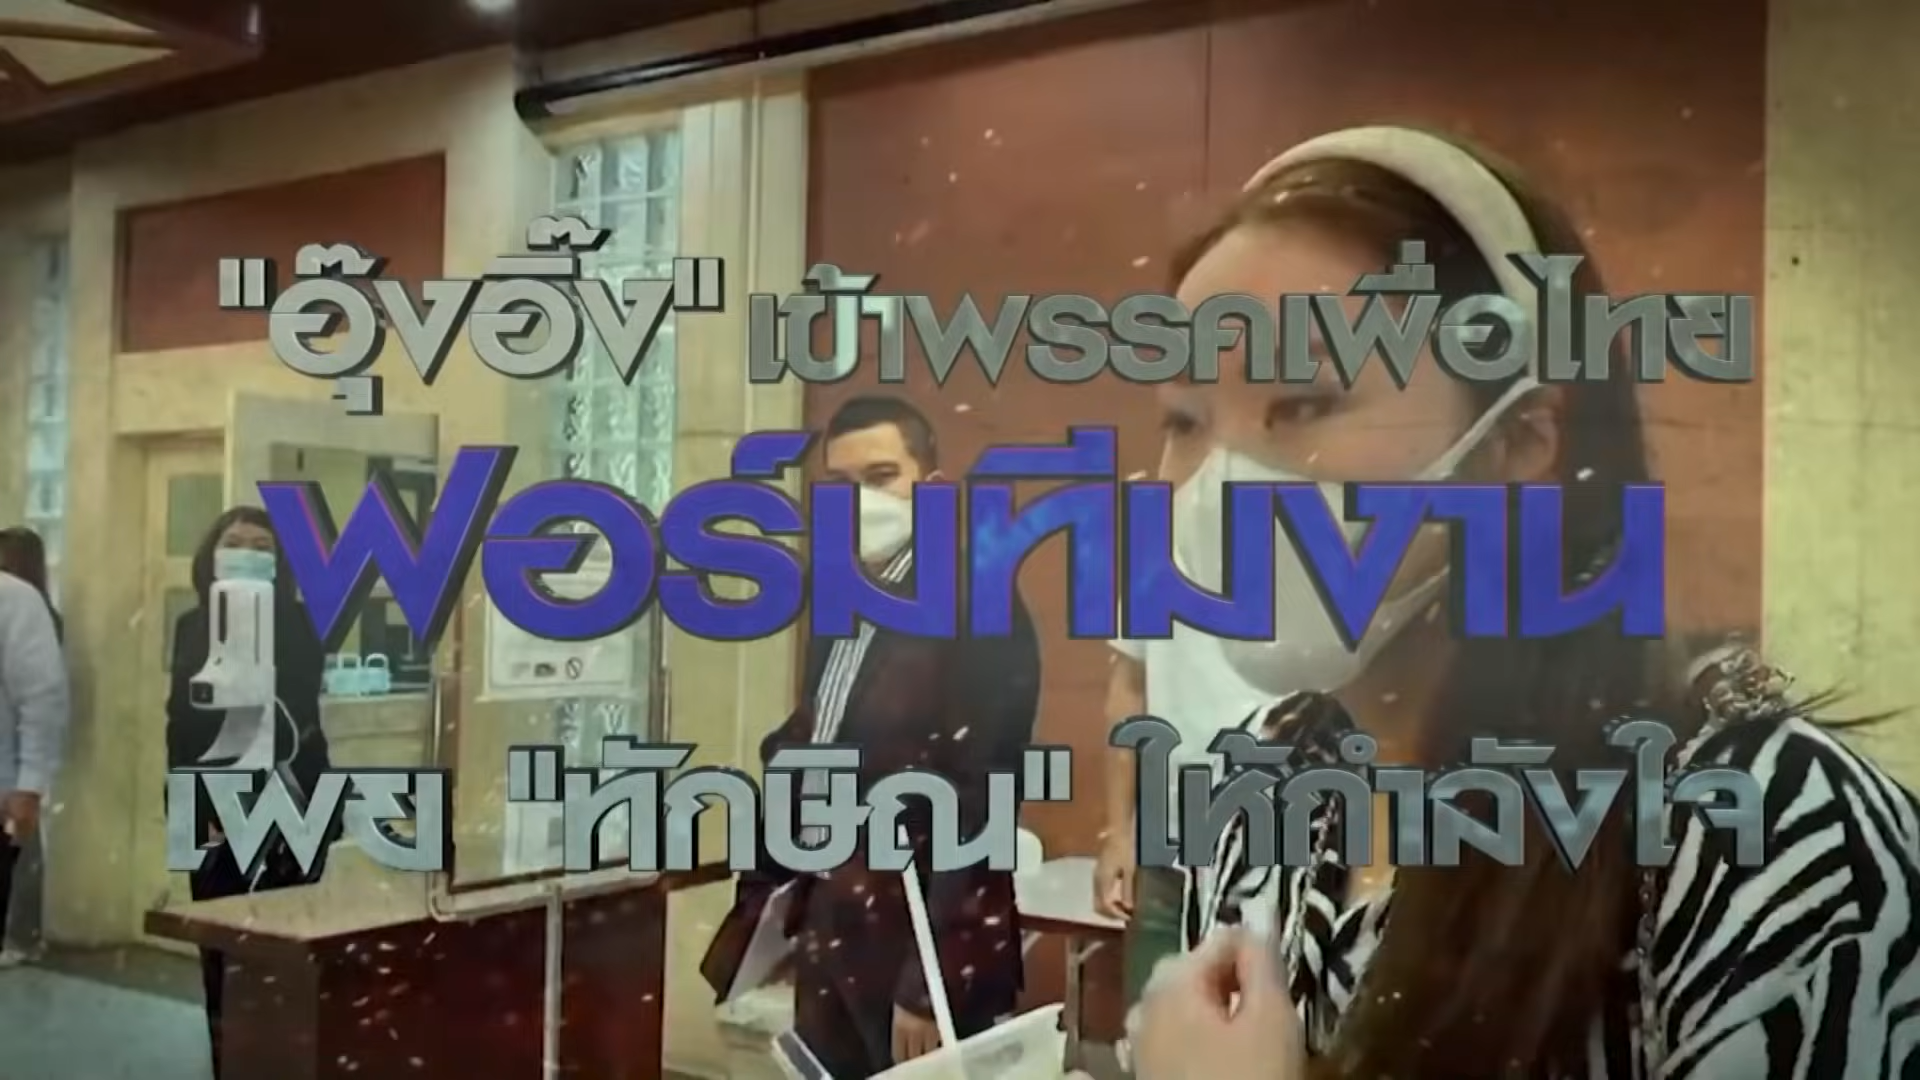 "อุ๊งอิ๊ง" เข้าพรรคเพื่อไทย
ฟอร์มทีมงาน
เผย "ทักษิณ" ให้กำลังใจ